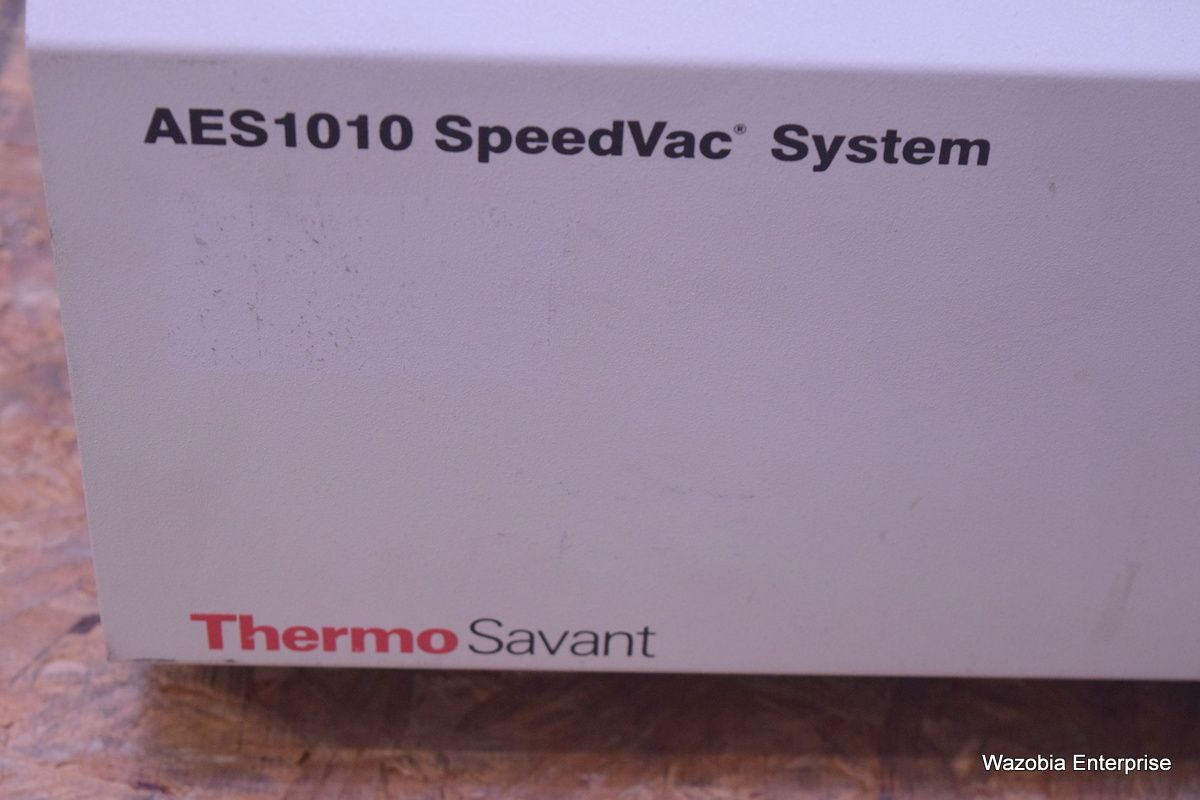 AES1010 SpeedVac® System
Thermo Savant
Wazobia Enterprise